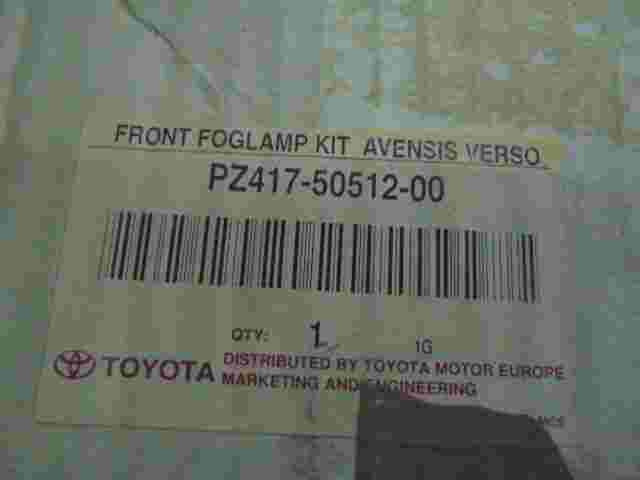 FRONT FOGLAMP KIT AVENSIS VERSO
PZ417-50512-00
QTY: 1 1G
TOYOTA DISTRIBUTED BY TOYOTA MOTOR EUROPE
MARKETING AND ENGINEERING